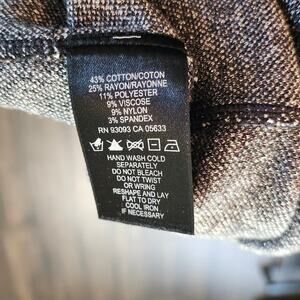 43% COTTON/COTON
25% RAYON/RAYONNE
11% POLYESTER
9% VISCOSE
9% NYLON
3% SPANDEX
RN 93093 CA 05633
HAND WASH COLD
SEPARATELY
DO NOT BLEACH
DO NOT TWIST
OR WRING
RESHAPE AND LAY
FLAT TO DRY
COOL IRON
IF NECESSARY